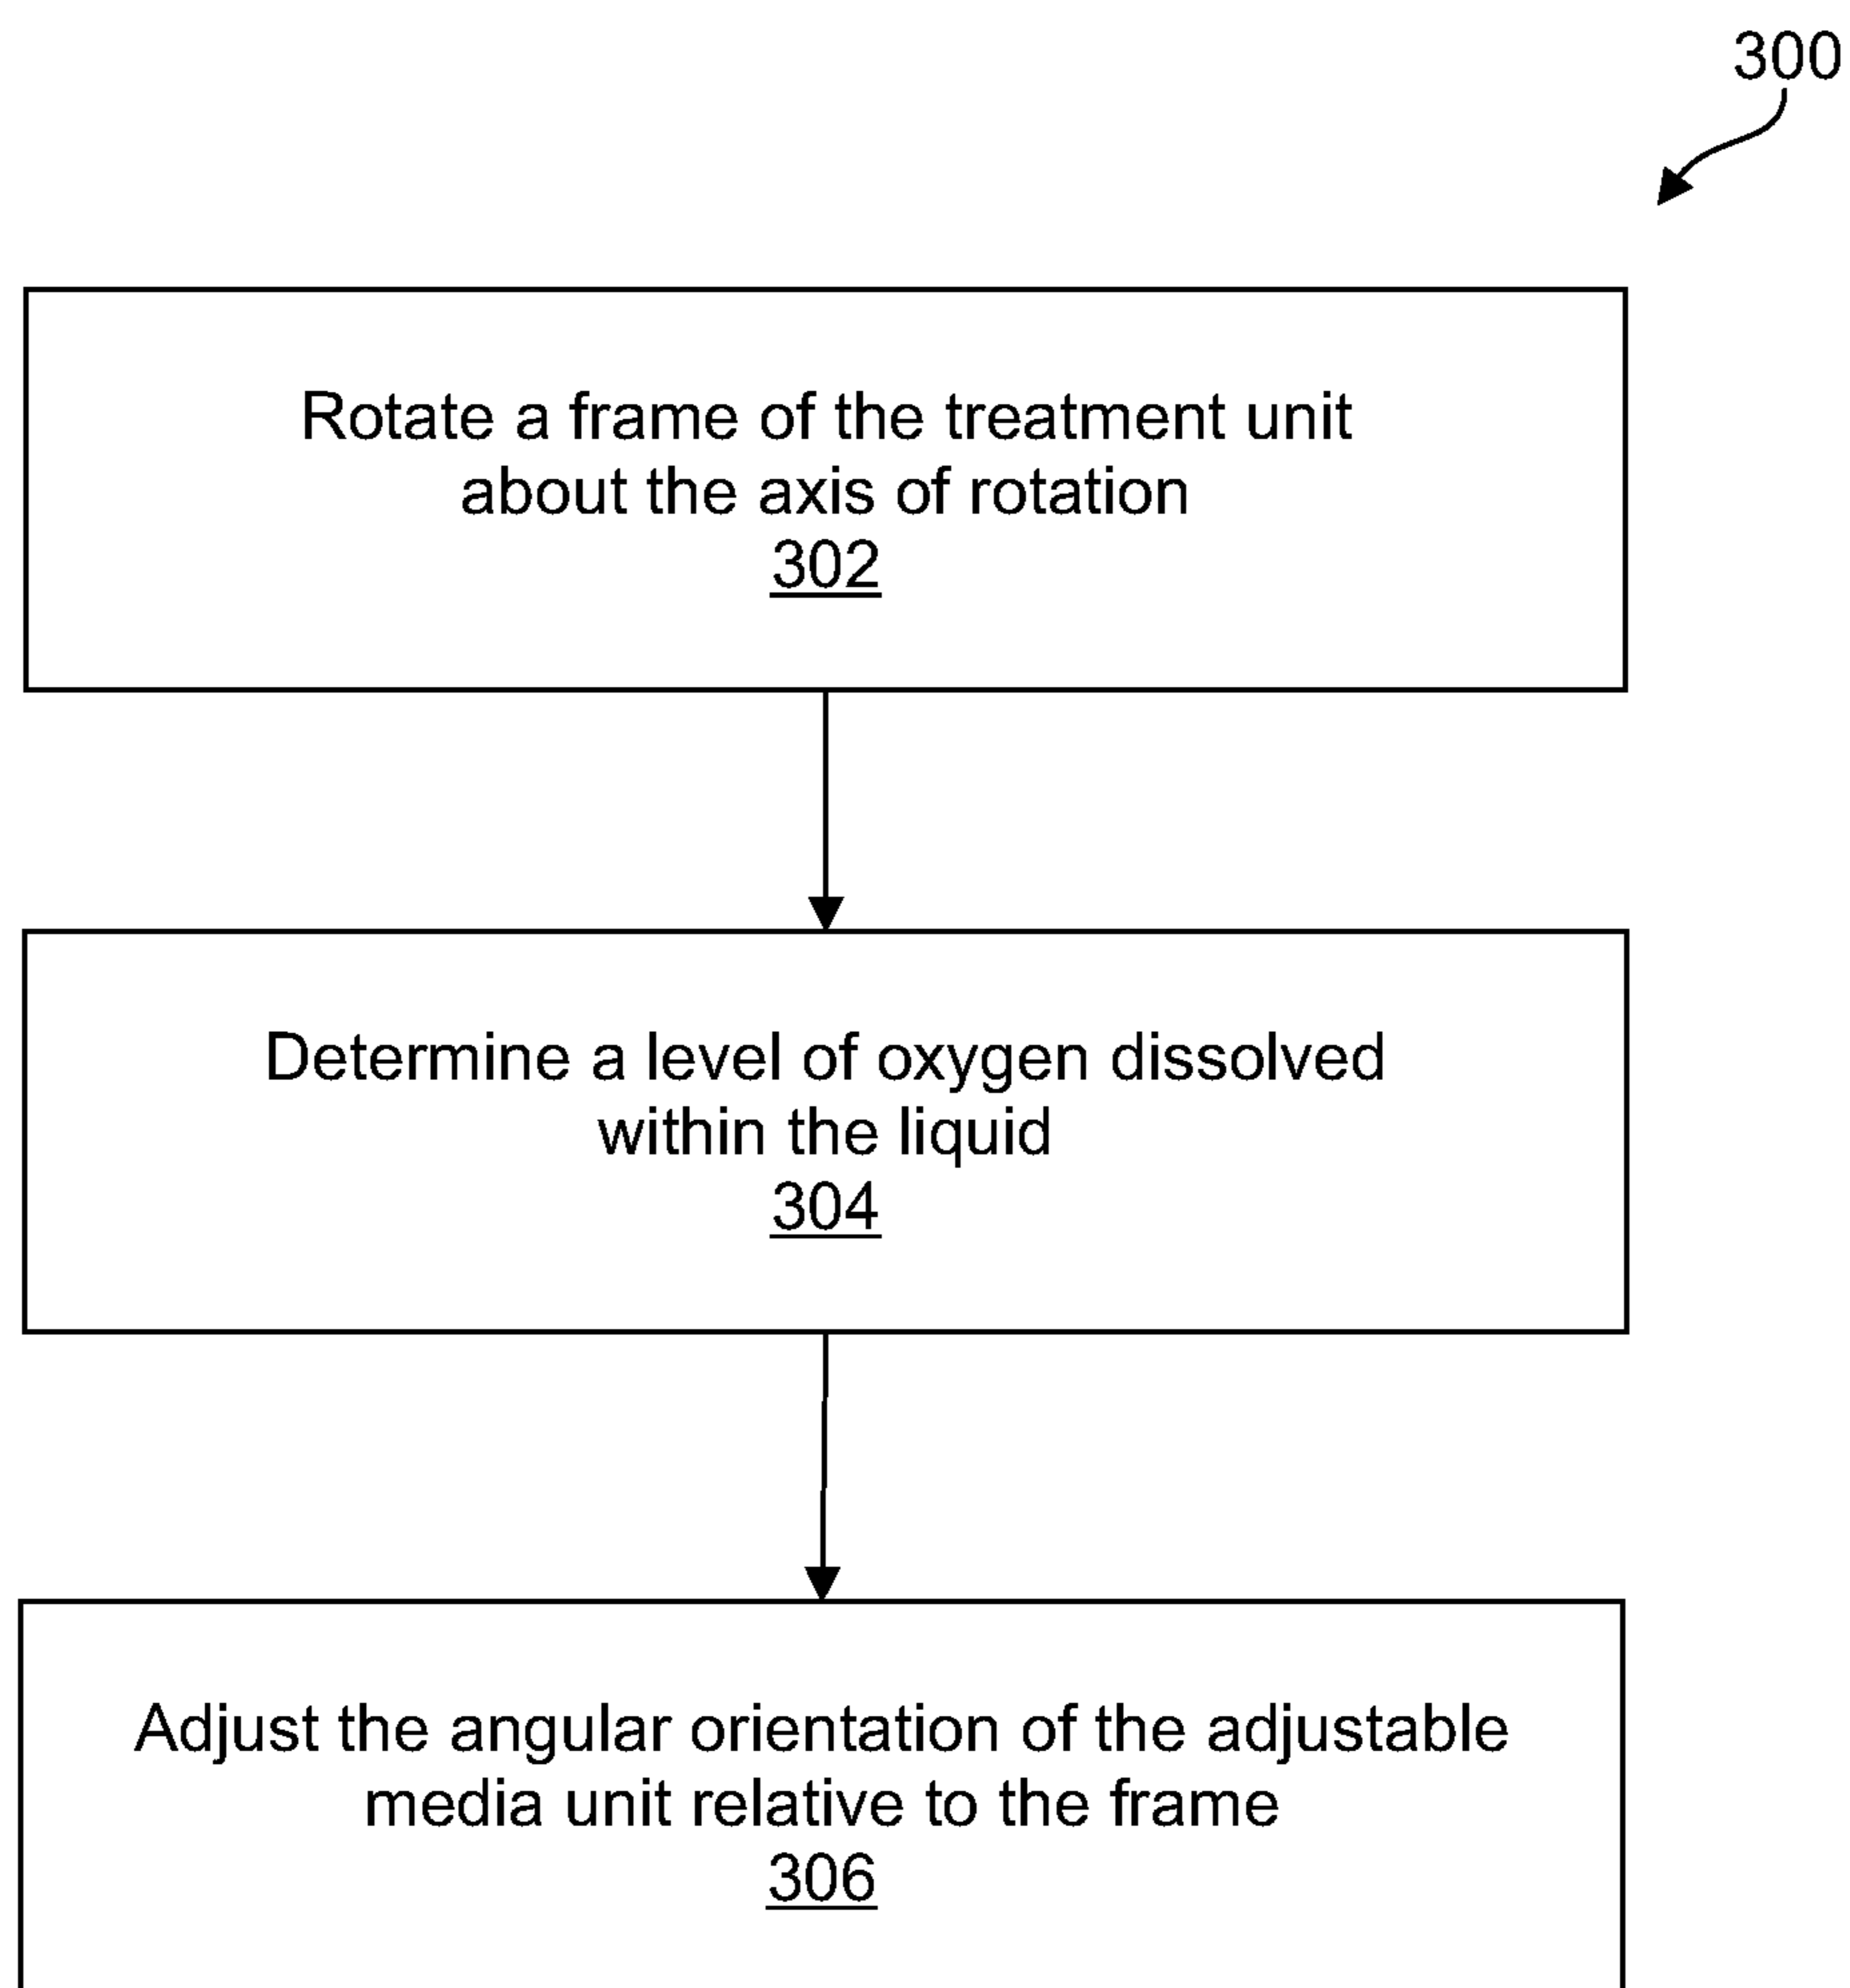 300
Rotate a frame of the treatment unit
about the axis of rotation
302
Determine a level of oxygen dissolved
within the liquid
304
Adjust the angular orientation of the adjustable
media unit relative to the frame
306